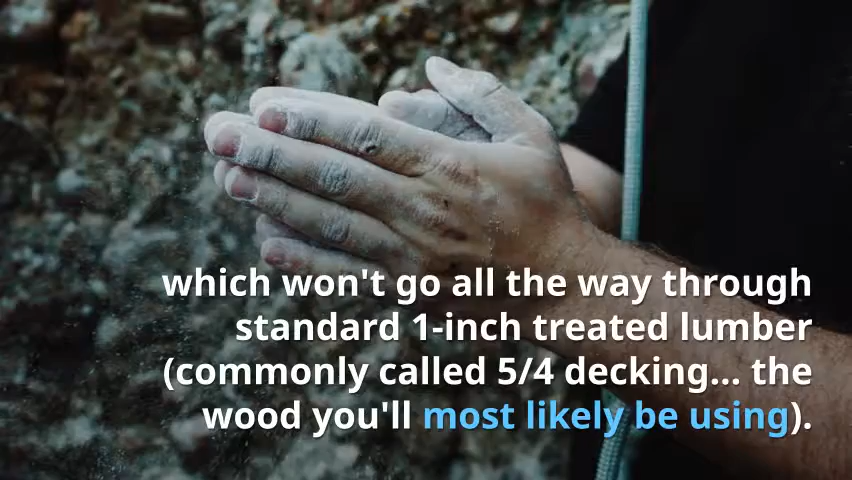 which won't go all the way through
standard 1-inch treated lumber
(commonly called 5/4 decking... the
wood you'll most likely be using).